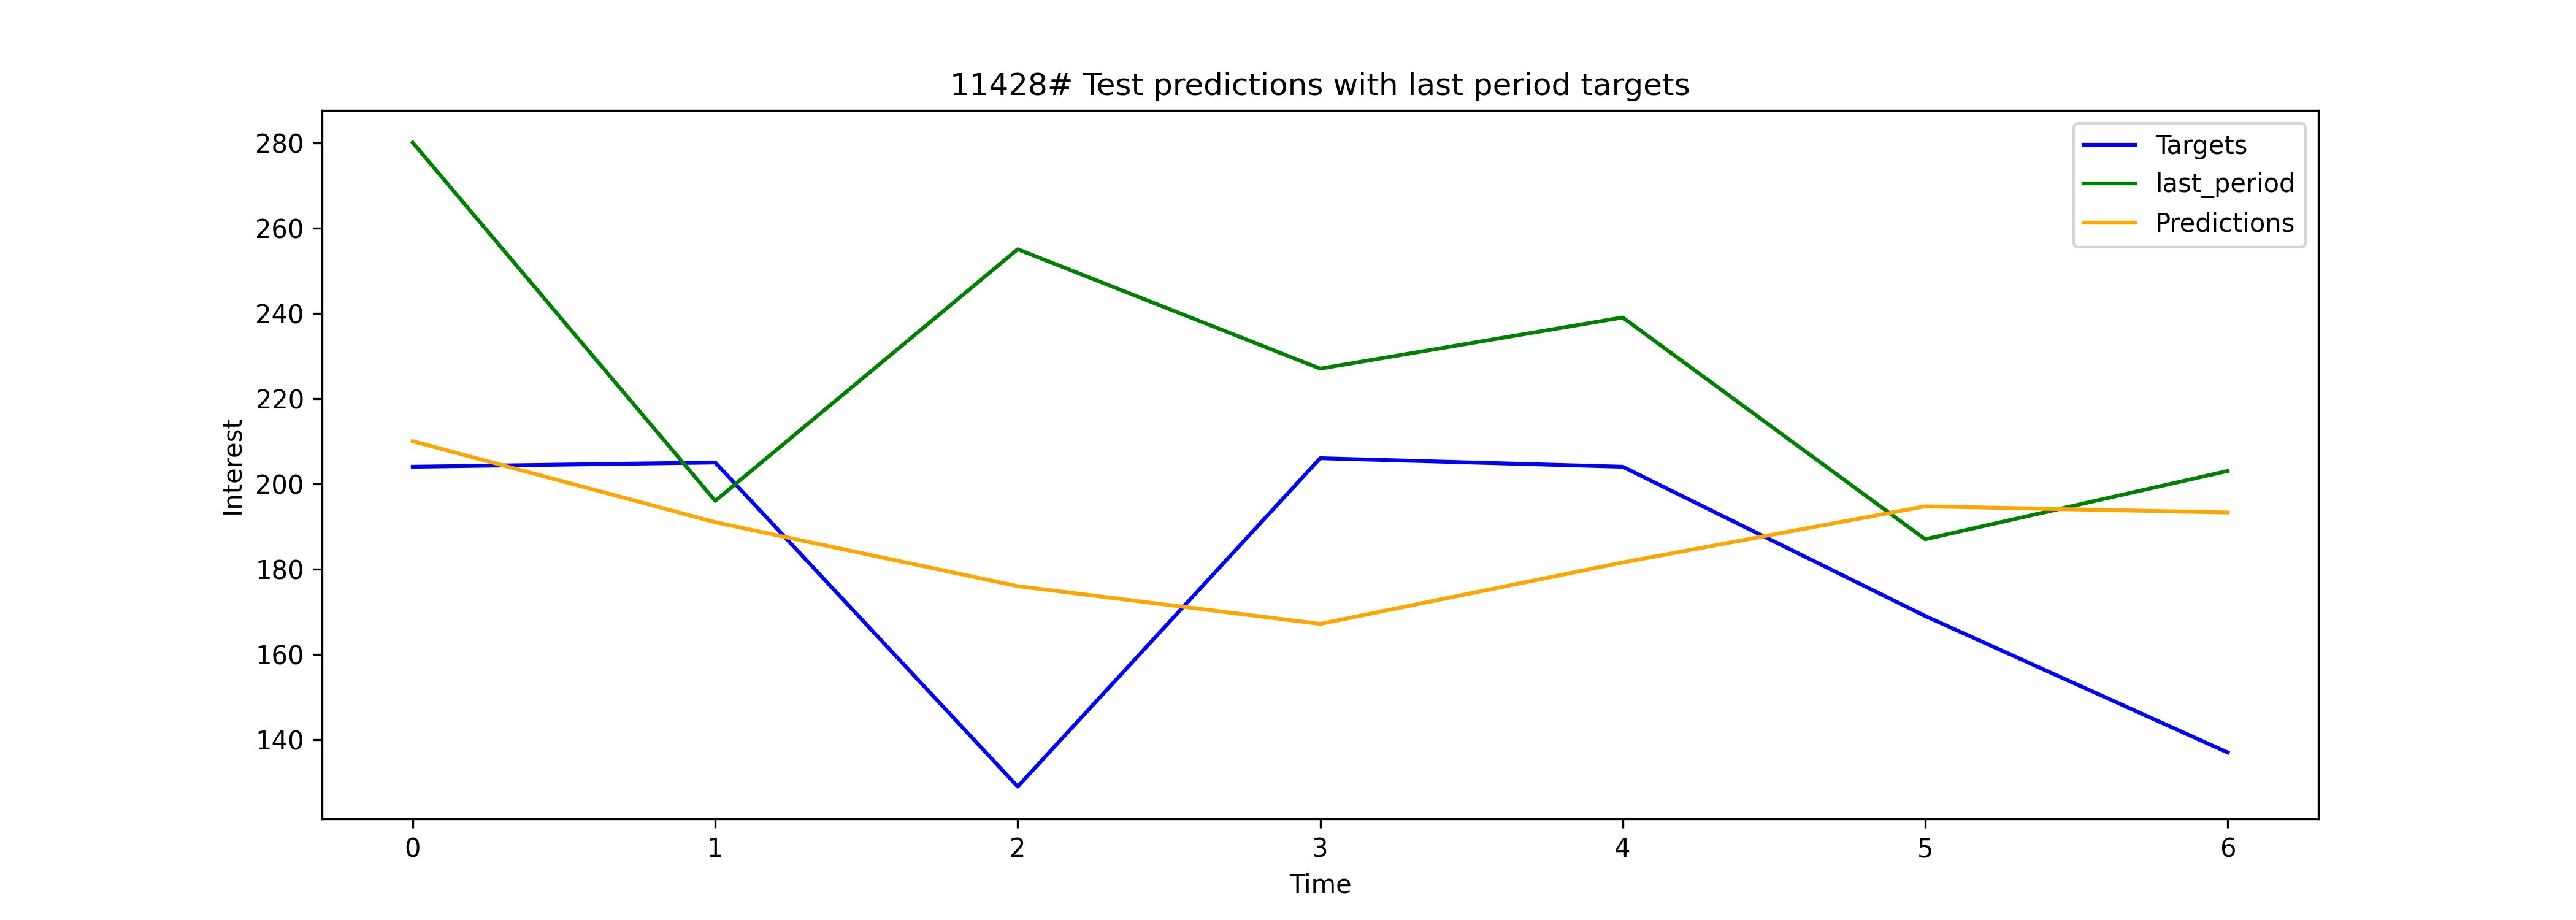 11428# Test predictions with last period targets
Targets
last_period
Predictions
280
260
240
220
200
180
160
140
Interest
0 1 2 3 4 5 6
Time